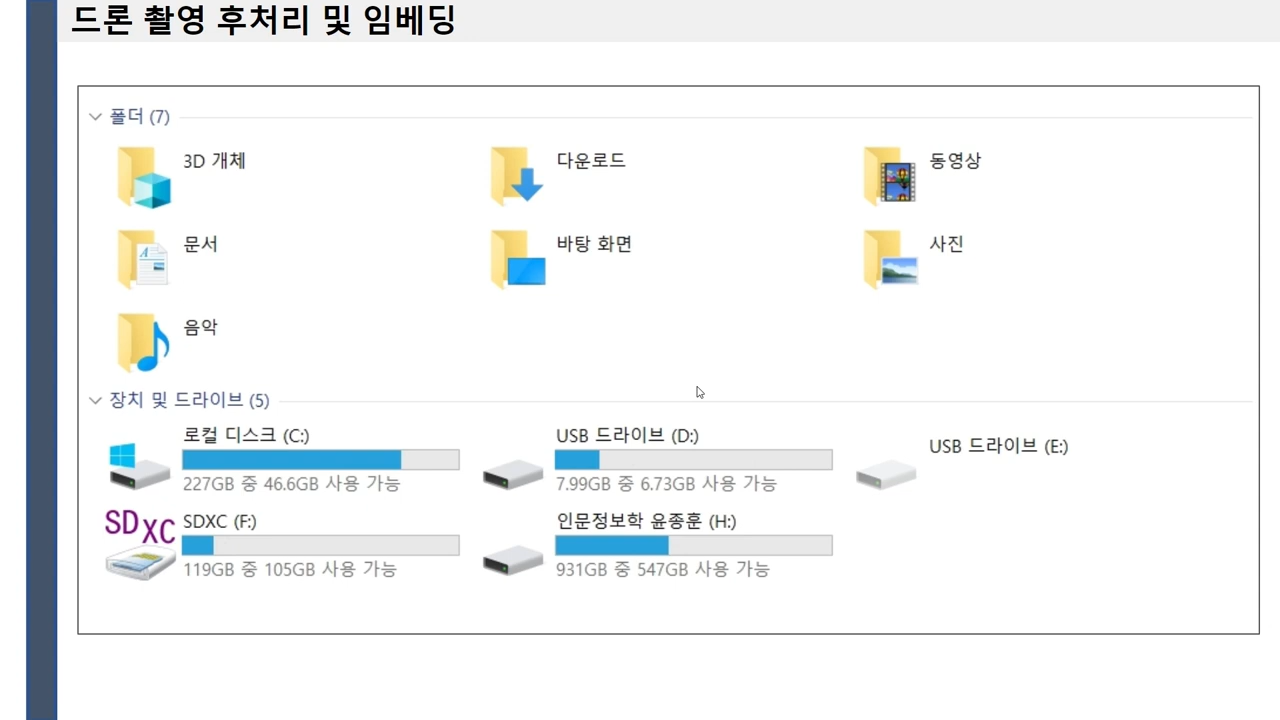 드론 촬영 후처리 및 임베딩
폴더 (7)
3D 개체
다운로드
동영상
문서
바탕 화면
사진
음악
장치 및 드라이브 (5)
로컬 디스크 (C:)
227GB 중 46.6GB 사용 가능
USB 드라이브 (D:)
7.99GB 중 6.73GB 사용 가능
USB 드라이브 (E:)
SDXC
SDXC (F:)
119GB 중 105GB 사용 가능
인문정보학 윤종훈 (H:)
931GB 중 547GB 사용 가능